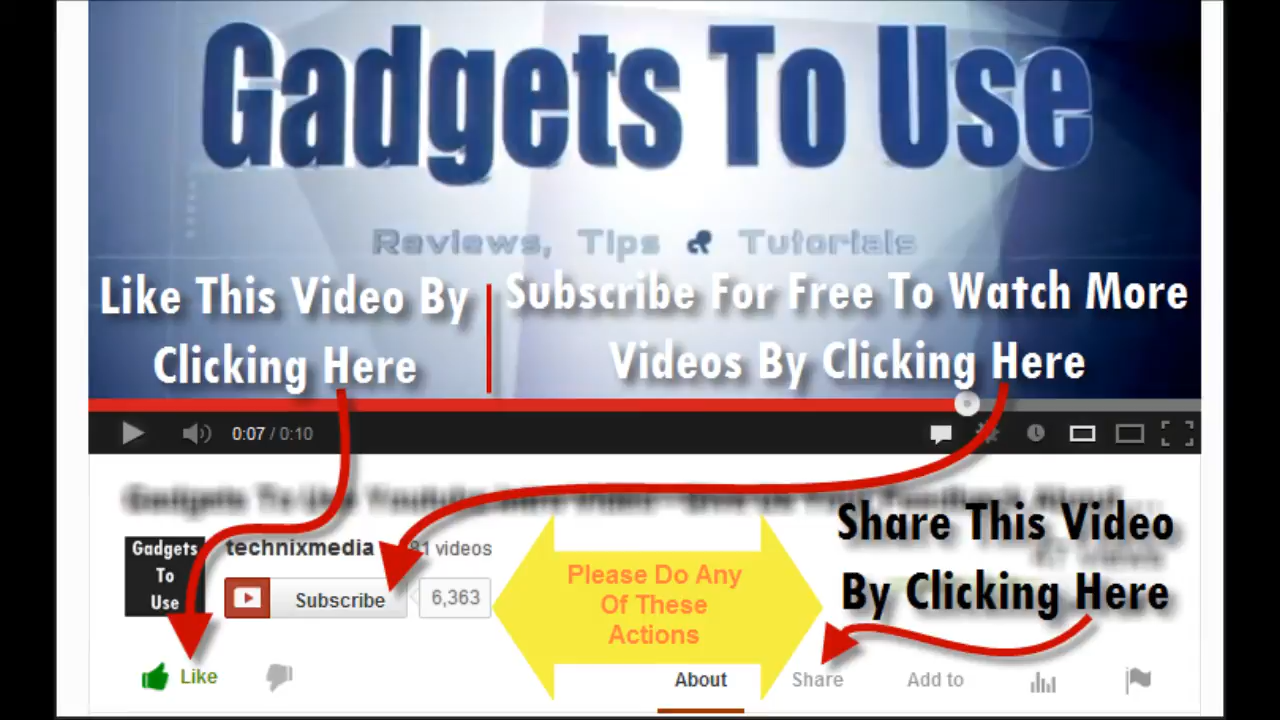 Gadgets To Use
Reviews, Tips & Tutorials
Like This Video By
Clicking Here
Subscribe For Free To Watch More
Videos By Clicking Here
0:07 / 0:10
Share This Video
By Clicking Here
Gadgets
To
Use
technixmedia
81 videos
Subscribe
6,363
Please Do Any
Of These
Actions
Like
About
Share
Add to